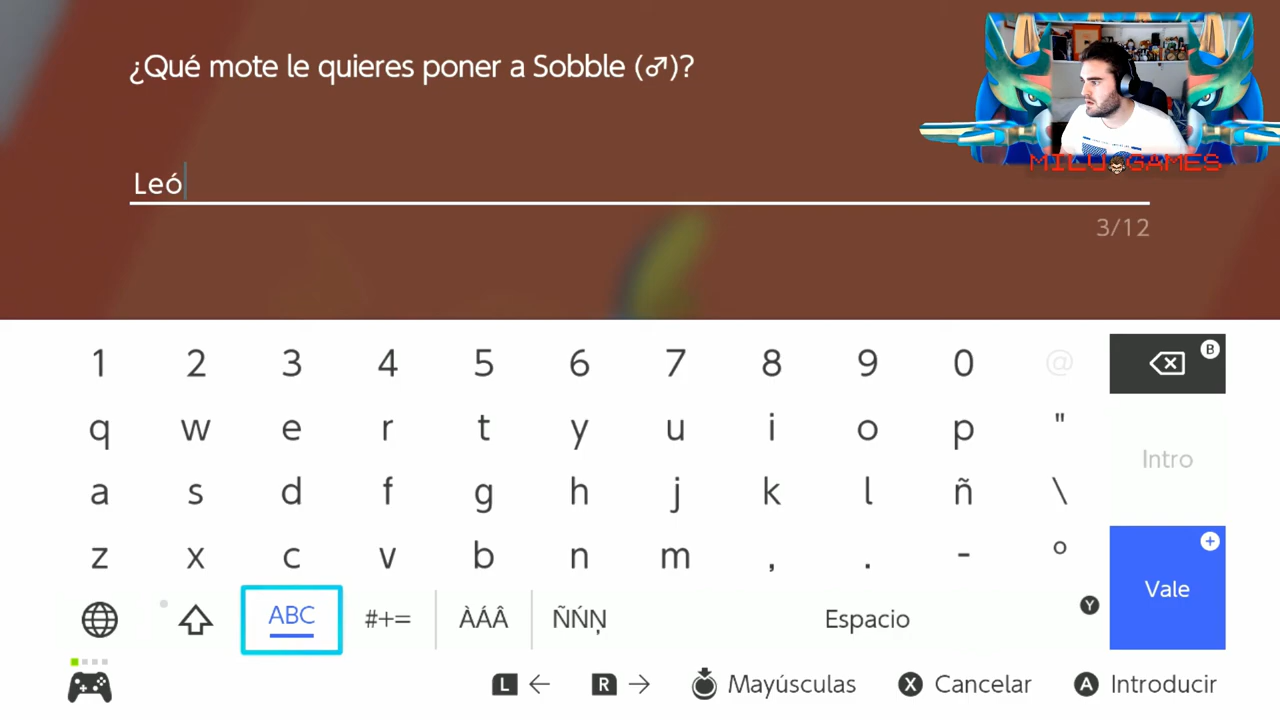 ¿Qué mote le quieres poner a Sobble (♂)?
MILU GAMES
Leó
3/12
1 2 3 4 5 6 7 8 9 0 @ B
q w e r t y u i o p " Intro
a s d f g h j k l ñ \
z x c v b n m , . - º + Vale
ABC #+= ÀÁÂ ÑŃŅ Espacio Y
L ← R → Mayúsculas X Cancelar A Introducir